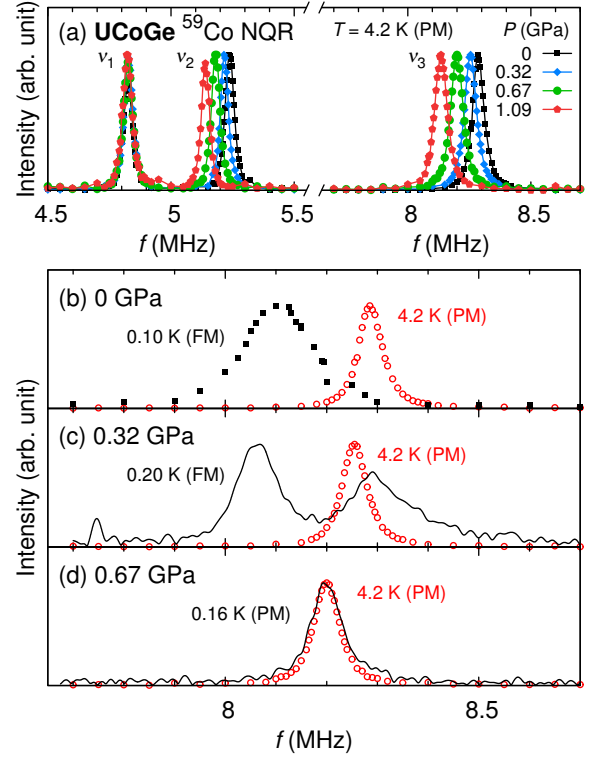 (a) UCoGe ⁵⁹Co NQR
T = 4.2 K (PM)
P (GPa)
0
0.32
0.67
1.09
ν₁
ν₂
ν₃
Intensity (arb. unit)
4.5 5 5.5 8 8.5
f (MHz) f (MHz)
(b) 0 GPa
0.10 K (FM)
4.2 K (PM)
(c) 0.32 GPa
0.20 K (FM)
4.2 K (PM)
Intensity (arb. unit)
(d) 0.67 GPa
0.16 K (PM)
4.2 K (PM)
8 8.5
f (MHz)